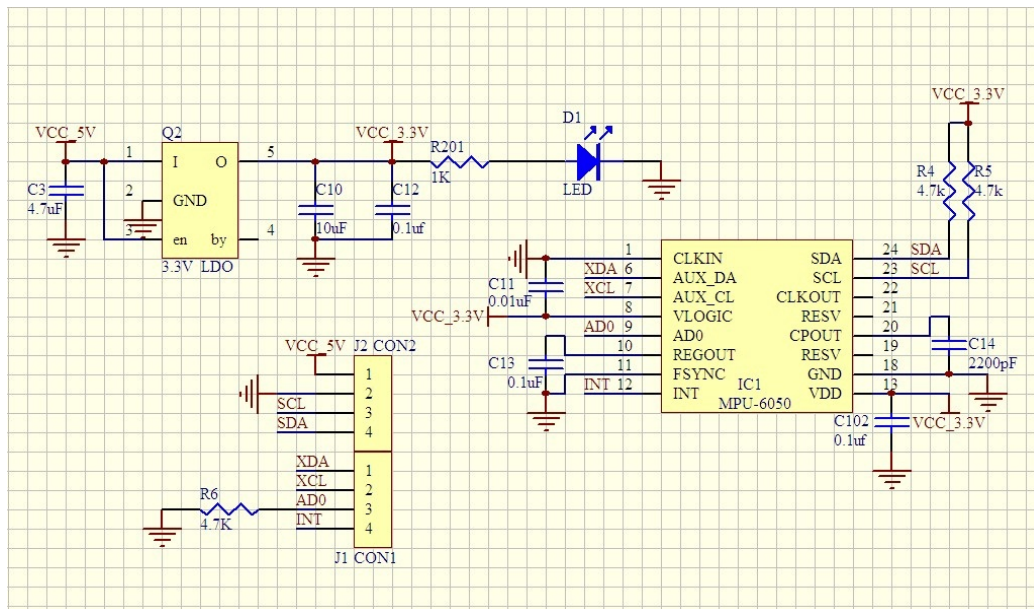 VCC_5V
Q2
1
I
O
5
2
GND
3
en
by
4
3.3V LDO
C3
4.7uF
C10
10uF
VCC_3.3V
C12
0.1uf
R201
1K
D1
LED
VCC_3.3V
R4
4.7k
R5
4.7k
C11
0.01uF
VCC_3.3V
C13
0.1uF
XDA
XCL
AD0
INT
1
6
7
8
9
10
11
12
CLKIN
AUX_DA
AUX_CL
VLOGIC
AD0
REGOUT
FSYNC
INT
SDA
SCL
CLKOUT
RESV
CPOUT
RESV
GND
VDD
IC1
MPU-6050
24
23
22
21
20
19
18
13
SDA
SCL
C14
2200pF
C102
0.1uf
VCC_3.3V
VCC_5V
J2 CON2
1
2
3
4
SCL
SDA
XDA
XCL
AD0
INT
1
2
3
4
R6
4.7K
J1 CON1